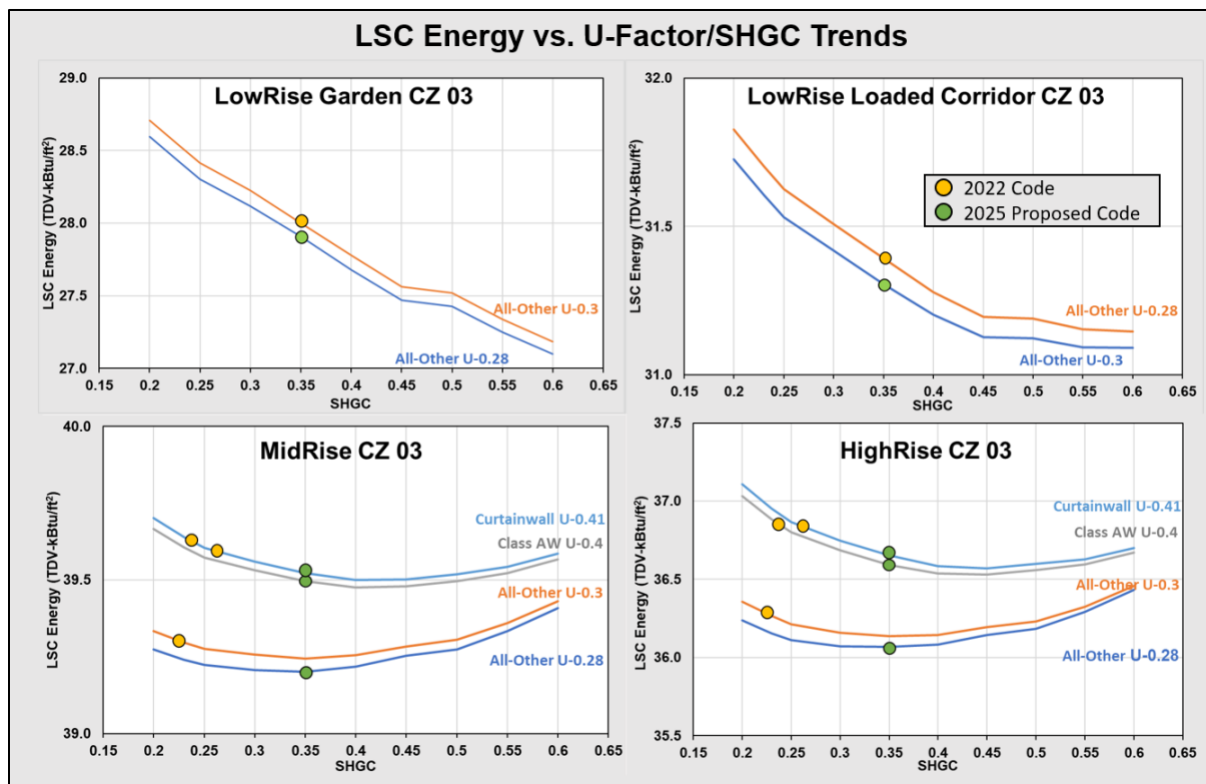 LSC Energy vs. U-Factor/SHGC Trends
LowRise Garden CZ 03
LSC Energy (TDV-kBtu/ft²)
29.0
28.5
28.0
27.5
27.0
All-Other U-0.3
All-Other U-0.28
0.15 0.2 0.25 0.3 0.35 0.4 0.45 0.5 0.55 0.6 0.65
SHGC
LowRise Loaded Corridor CZ 03
LSC Energy (TDV-kBtu/ft²)
32.0
31.5
31.0
2022 Code
2025 Proposed Code
All-Other U-0.28
All-Other U-0.3
0.15 0.2 0.25 0.3 0.35 0.4 0.45 0.5 0.55 0.6 0.65
SHGC
MidRise CZ 03
LSC Energy (TDV-kBtu/ft²)
40.0
39.5
39.0
Curtainwall U-0.41
Class AW U-0.4
All-Other U-0.3
All-Other U-0.28
0.15 0.2 0.25 0.3 0.35 0.4 0.45 0.5 0.55 0.6 0.65
SHGC
HighRise CZ 03
LSC Energy (TDV-kBtu/ft²)
37.5
37.0
36.5
36.0
35.5
Curtainwall U-0.41
Class AW U-0.4
All-Other U-0.3
All-Other U-0.28
0.15 0.2 0.25 0.3 0.35 0.4 0.45 0.5 0.55 0.6 0.65
SHGC